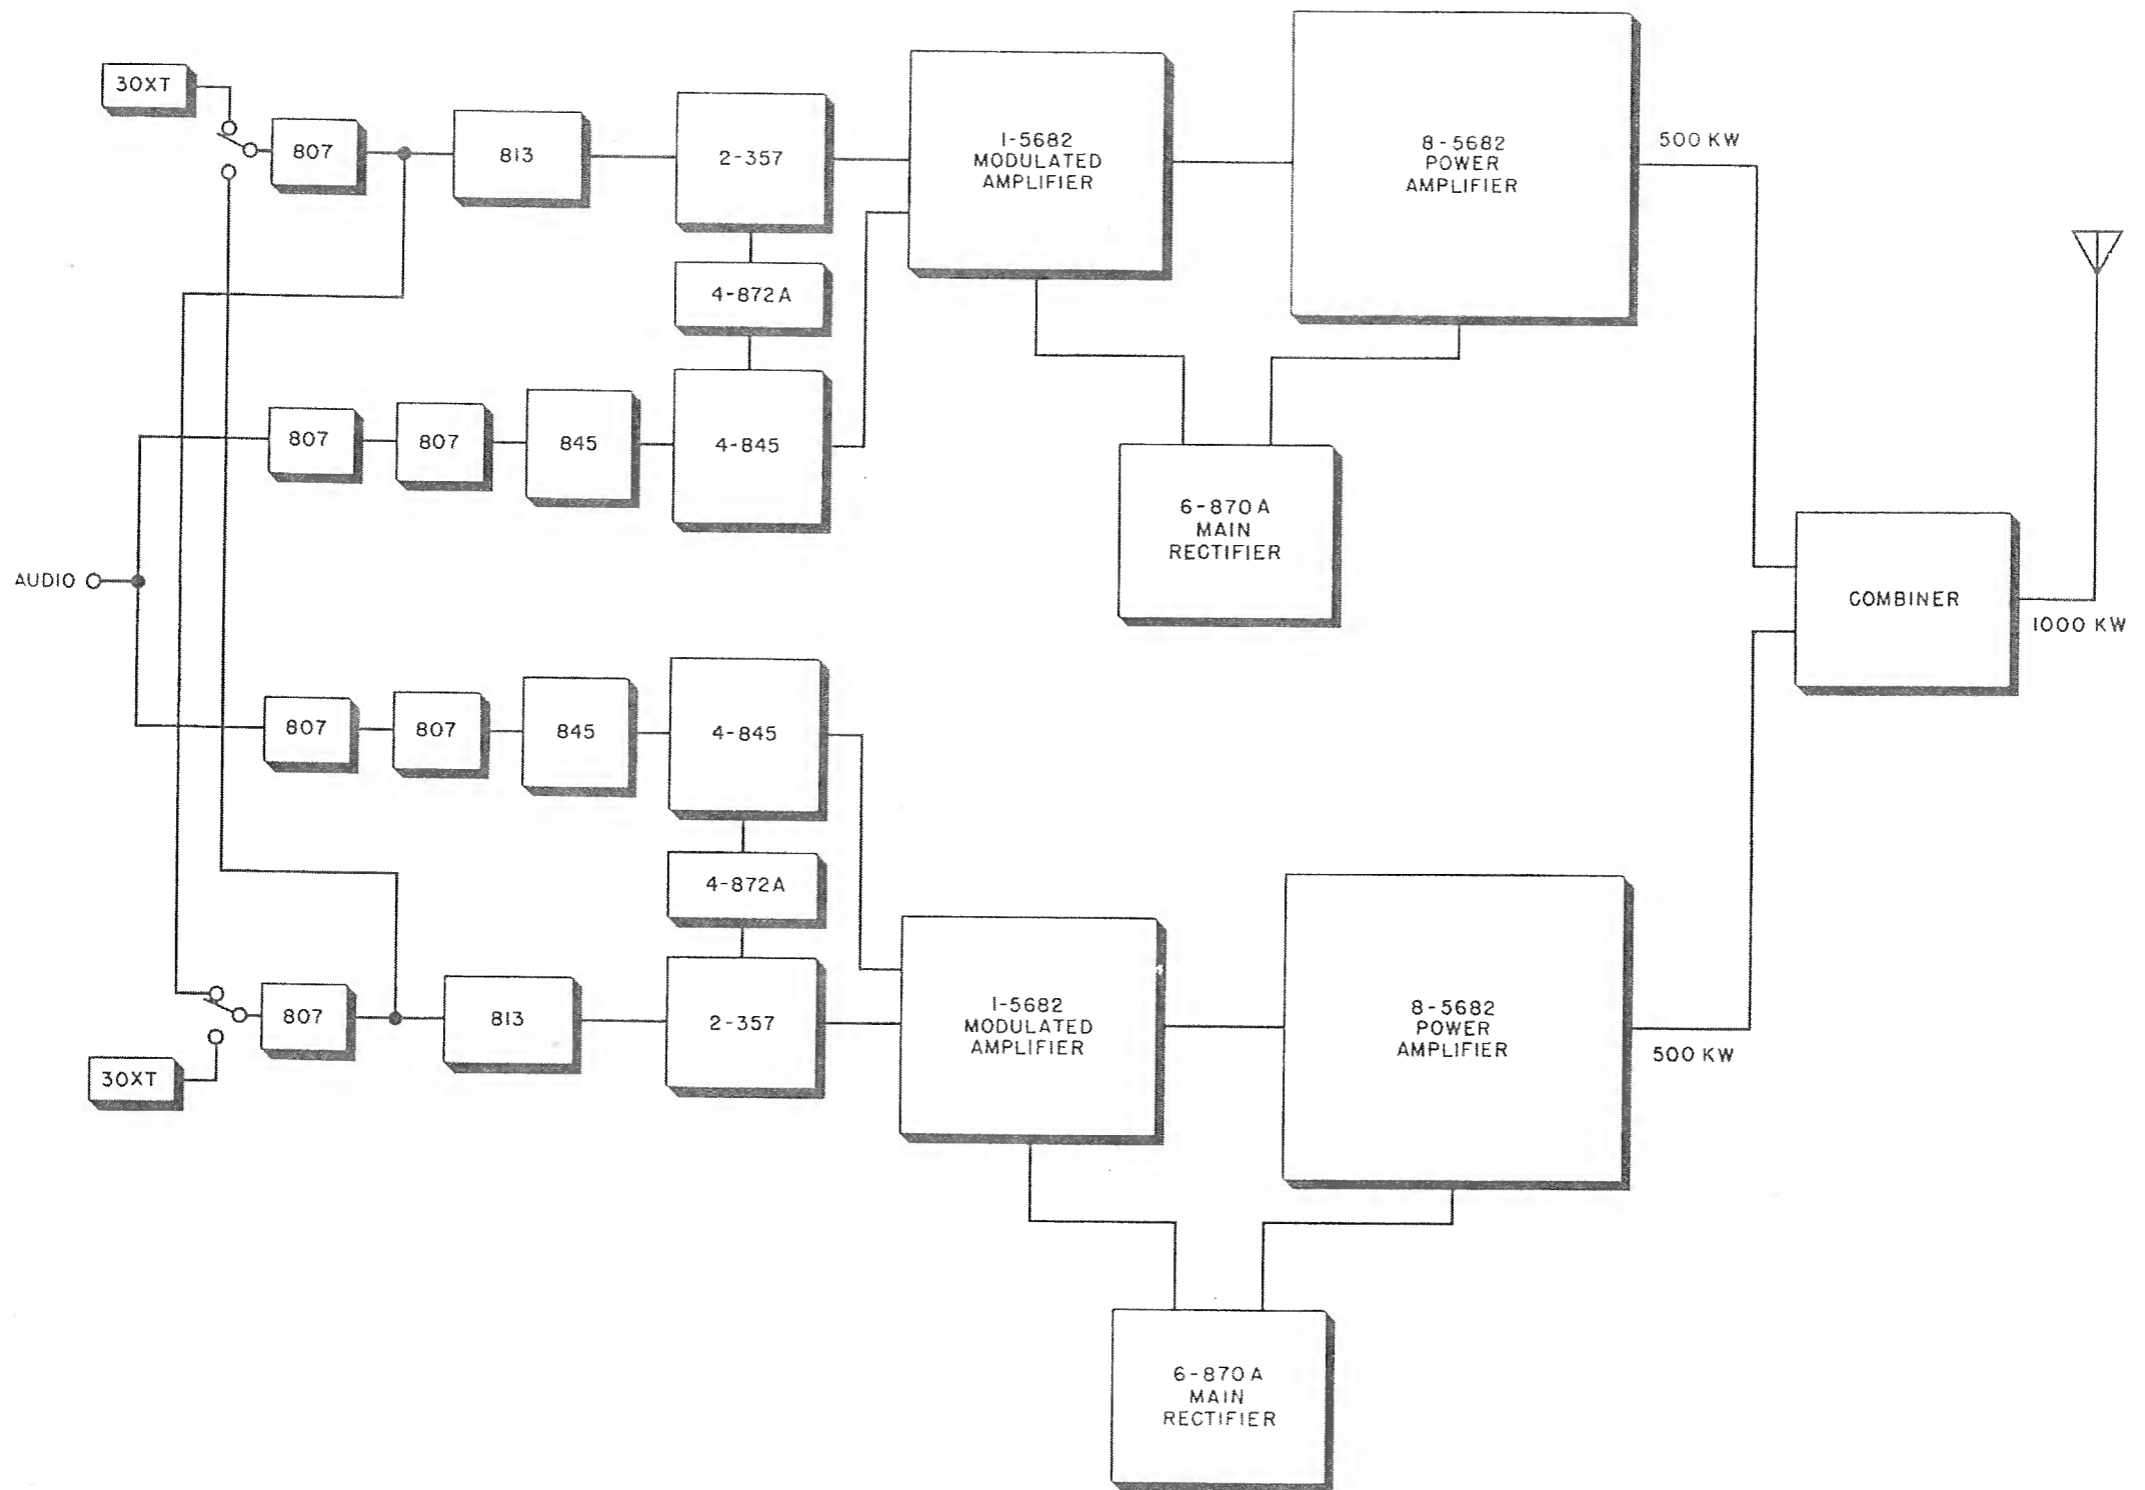 30XT
807
813
2-357
1-5682
MODULATED
AMPLIFIER
8-5682
POWER
AMPLIFIER
500 KW
4-872A
807
807
845
4-845
6-870A
MAIN
RECTIFIER
AUDIO
COMBINER
1000 KW
807
807
845
4-845
4-872A
30XT
807
813
2-357
1-5682
MODULATED
AMPLIFIER
8-5682
POWER
AMPLIFIER
500 KW
6-870A
MAIN
RECTIFIER